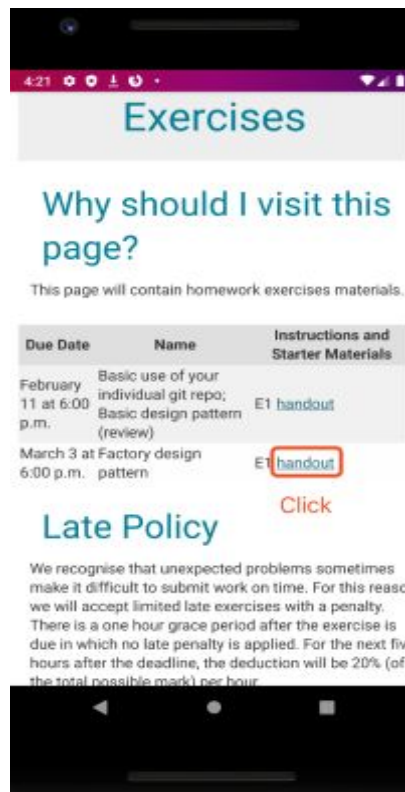 4:21
Exercises
Why should I visit this
page?
This page will contain homework exercises materials.
Due Date Name Instructions and
Starter Materials
February
11 at 6:00
p.m.
Basic use of your
individual git repo;
Basic design pattern
(review)
E1 handout
March 3 at
6:00 p.m.
Factory design
pattern
E1 handout
Click
Late Policy
We recognise that unexpected problems sometimes
make it difficult to submit work on time. For this reaso
we will accept limited late exercises with a penalty.
There is a one hour grace period after the exercise is
due in which no late penalty is applied. For the next fiv
hours after the deadline, the deduction will be 20% (of
the total possible mark) per hour